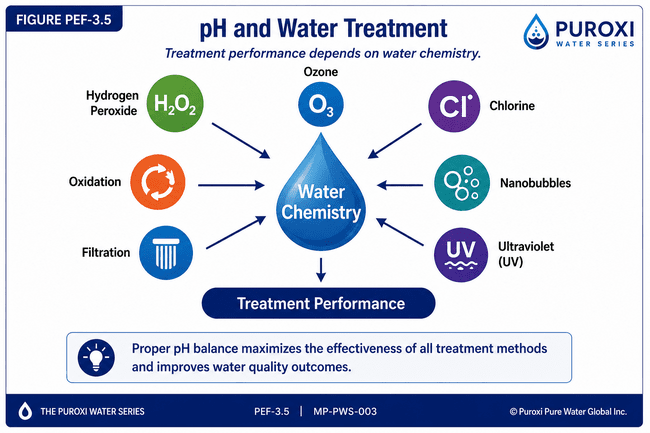 FIGURE PEF-3.5
pH and Water Treatment
Treatment performance depends on water chemistry.
PUROXI
WATER SERIES
Ozone
O3
Hydrogen
Peroxide
H2O2
Cl•
Chlorine
Oxidation
Water
Chemistry
Nanobubbles
Filtration
UV
Ultraviolet
(UV)
Treatment Performance
Proper pH balance maximizes the effectiveness of all treatment methods
and improves water quality outcomes.
THE PUROXI WATER SERIES
PEF-3.5 | MP-PWS-003
© Puroxi Pure Water Global Inc.